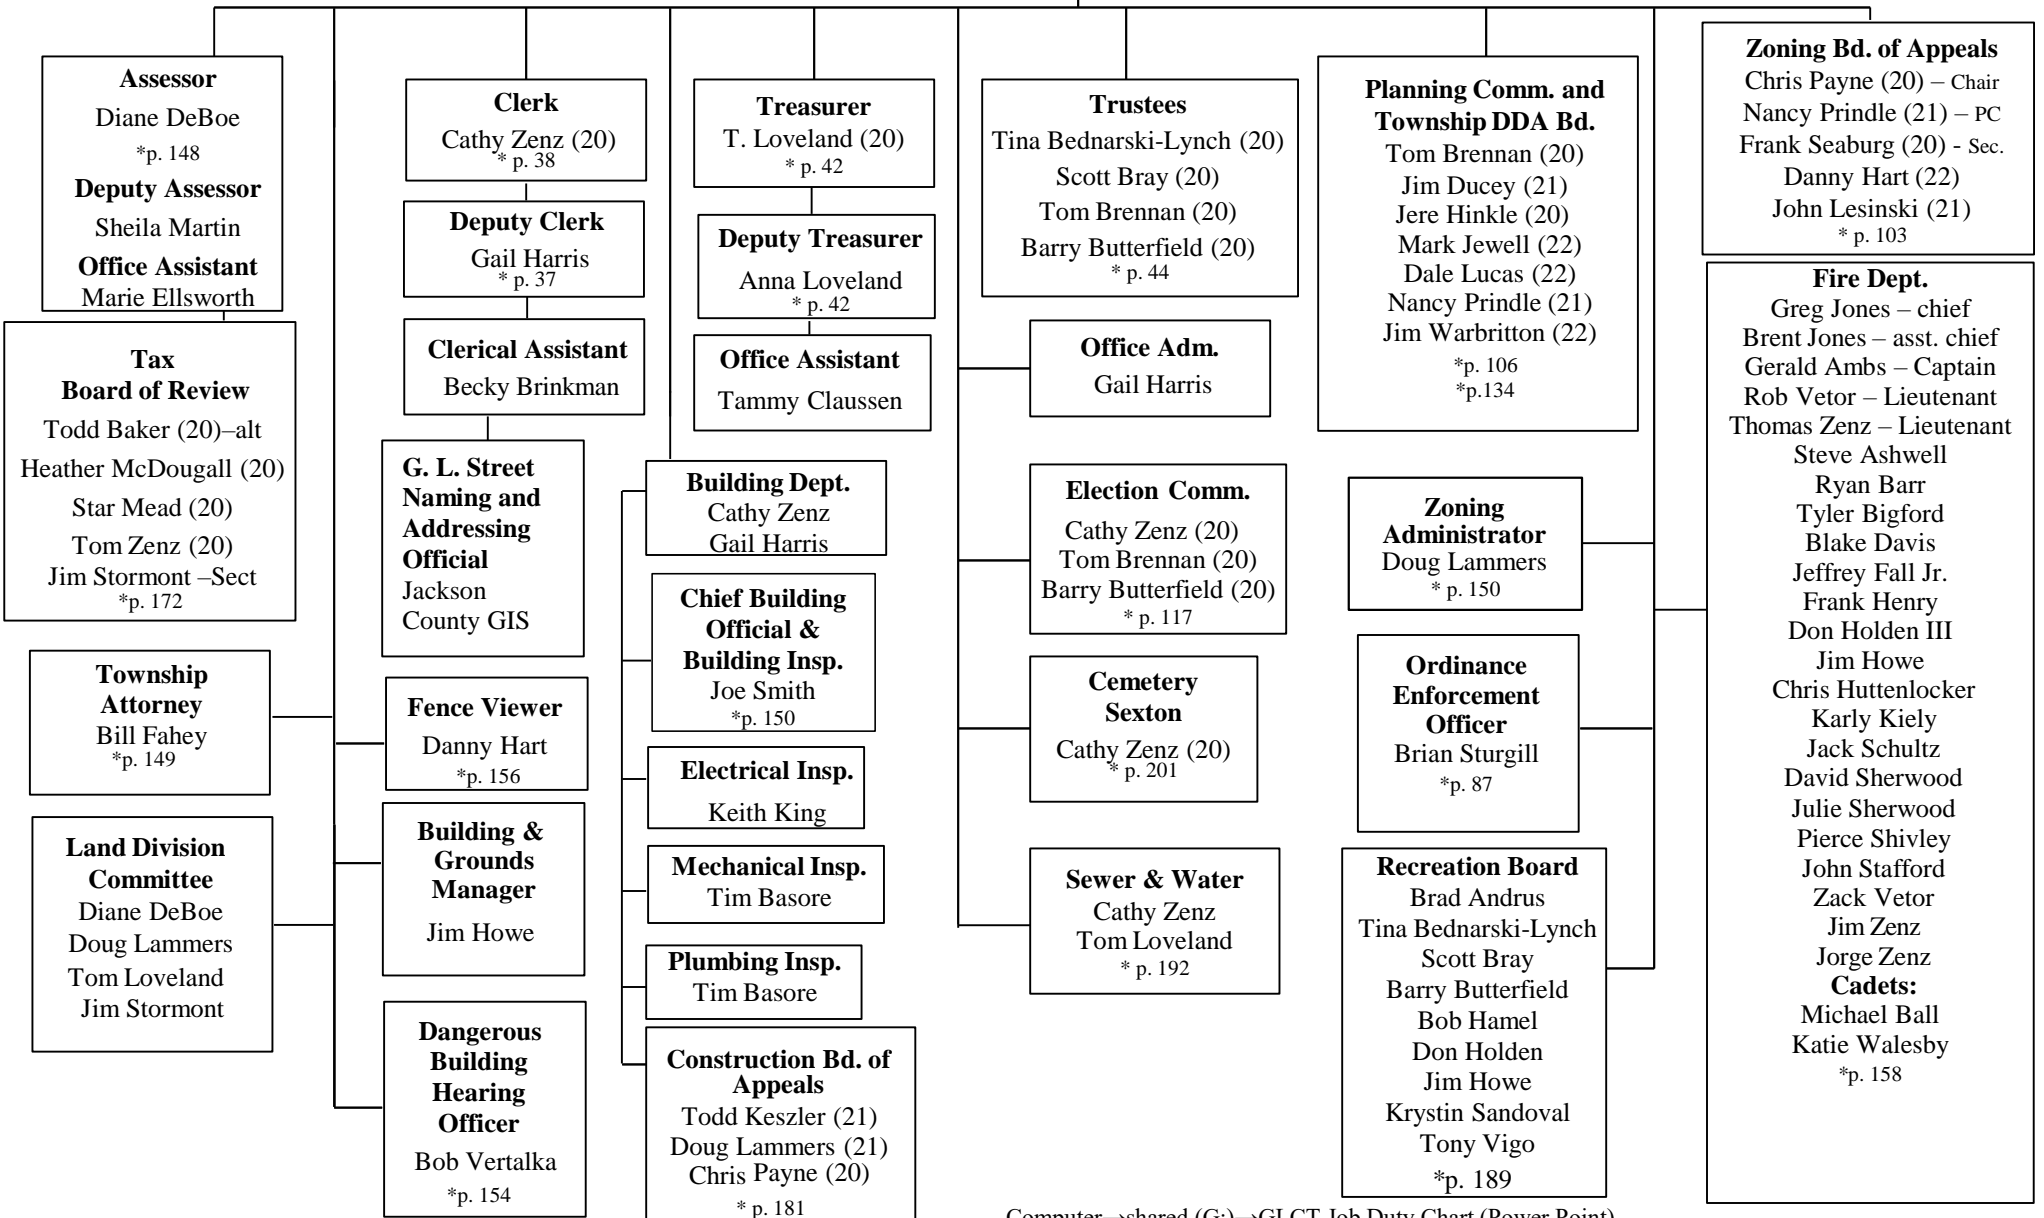 Assessor
Diane DeBoe
*p. 148
Deputy Assessor
Sheila Martin
Office Assistant
Marie Ellsworth
Tax
Board of Review
Todd Baker (20)–alt
Heather McDougall (20)
Star Mead (20)
Tom Zenz (20)
Jim Stormont –Sect
*p. 172
Township
Attorney
Bill Fahey
*p. 149
Land Division
Committee
Diane DeBoe
Doug Lammers
Tom Loveland
Jim Stormont
Clerk
Cathy Zenz (20)
* p. 38
Deputy Clerk
Gail Harris
* p. 37
Clerical Assistant
Becky Brinkman
G. L. Street
Naming and
Addressing
Official
Jackson
County GIS
Fence Viewer
Danny Hart
*p. 156
Building &
Grounds
Manager
Jim Howe
Dangerous
Building
Hearing
Officer
Bob Vertalka
*p. 154
Treasurer
T. Loveland (20)
* p. 42
Deputy Treasurer
Anna Loveland
* p. 42
Office Assistant
Tammy Claussen
Building Dept.
Cathy Zenz
Gail Harris
Chief Building
Official &
Building Insp.
Joe Smith
*p. 150
Electrical Insp.
Keith King
Mechanical Insp.
Tim Basore
Plumbing Insp.
Tim Basore
Construction Bd. of
Appeals
Todd Keszler (21)
Doug Lammers (21)
Chris Payne (20)
* p. 181
Trustees
Tina Bednarski-Lynch (20)
Scott Bray (20)
Tom Brennan (20)
Barry Butterfield (20)
* p. 44
Office Adm.
Gail Harris
Election Comm.
Cathy Zenz (20)
Tom Brennan (20)
Barry Butterfield (20)
* p. 117
Cemetery
Sexton
Cathy Zenz (20)
* p. 201
Sewer & Water
Cathy Zenz
Tom Loveland
* p. 192
Planning Comm. and
Township DDA Bd.
Tom Brennan (20)
Jim Ducey (21)
Jere Hinkle (20)
Mark Jewell (22)
Dale Lucas (22)
Nancy Prindle (21)
Jim Warbritton (22)
*p. 106
*p.134
Zoning
Administrator
Doug Lammers
* p. 150
Ordinance
Enforcement
Officer
Brian Sturgill
*p. 87
Recreation Board
Brad Andrus
Tina Bednarski-Lynch
Scott Bray
Barry Butterfield
Bob Hamel
Don Holden
Jim Howe
Krystin Sandoval
Tony Vigo
*p. 189
Zoning Bd. of Appeals
Chris Payne (20) – Chair
Nancy Prindle (21) – PC
Frank Seaburg (20) - Sec.
Danny Hart (22)
John Lesinski (21)
* p. 103
Fire Dept.
Greg Jones – chief
Brent Jones – asst. chief
Gerald Ambs – Captain
Rob Vetor – Lieutenant
Thomas Zenz – Lieutenant
Steve Ashwell
Ryan Barr
Tyler Bigford
Blake Davis
Jeffrey Fall Jr.
Frank Henry
Don Holden III
Jim Howe
Chris Huttenlocker
Karly Kiely
Jack Schultz
David Sherwood
Julie Sherwood
Pierce Shivley
John Stafford
Zack Vetor
Jim Zenz
Jorge Zenz
Cadets:
Michael Ball
Katie Walesby
*p. 158
Computer→shared (G:)→GLCT Job Duty Chart (Power Point)